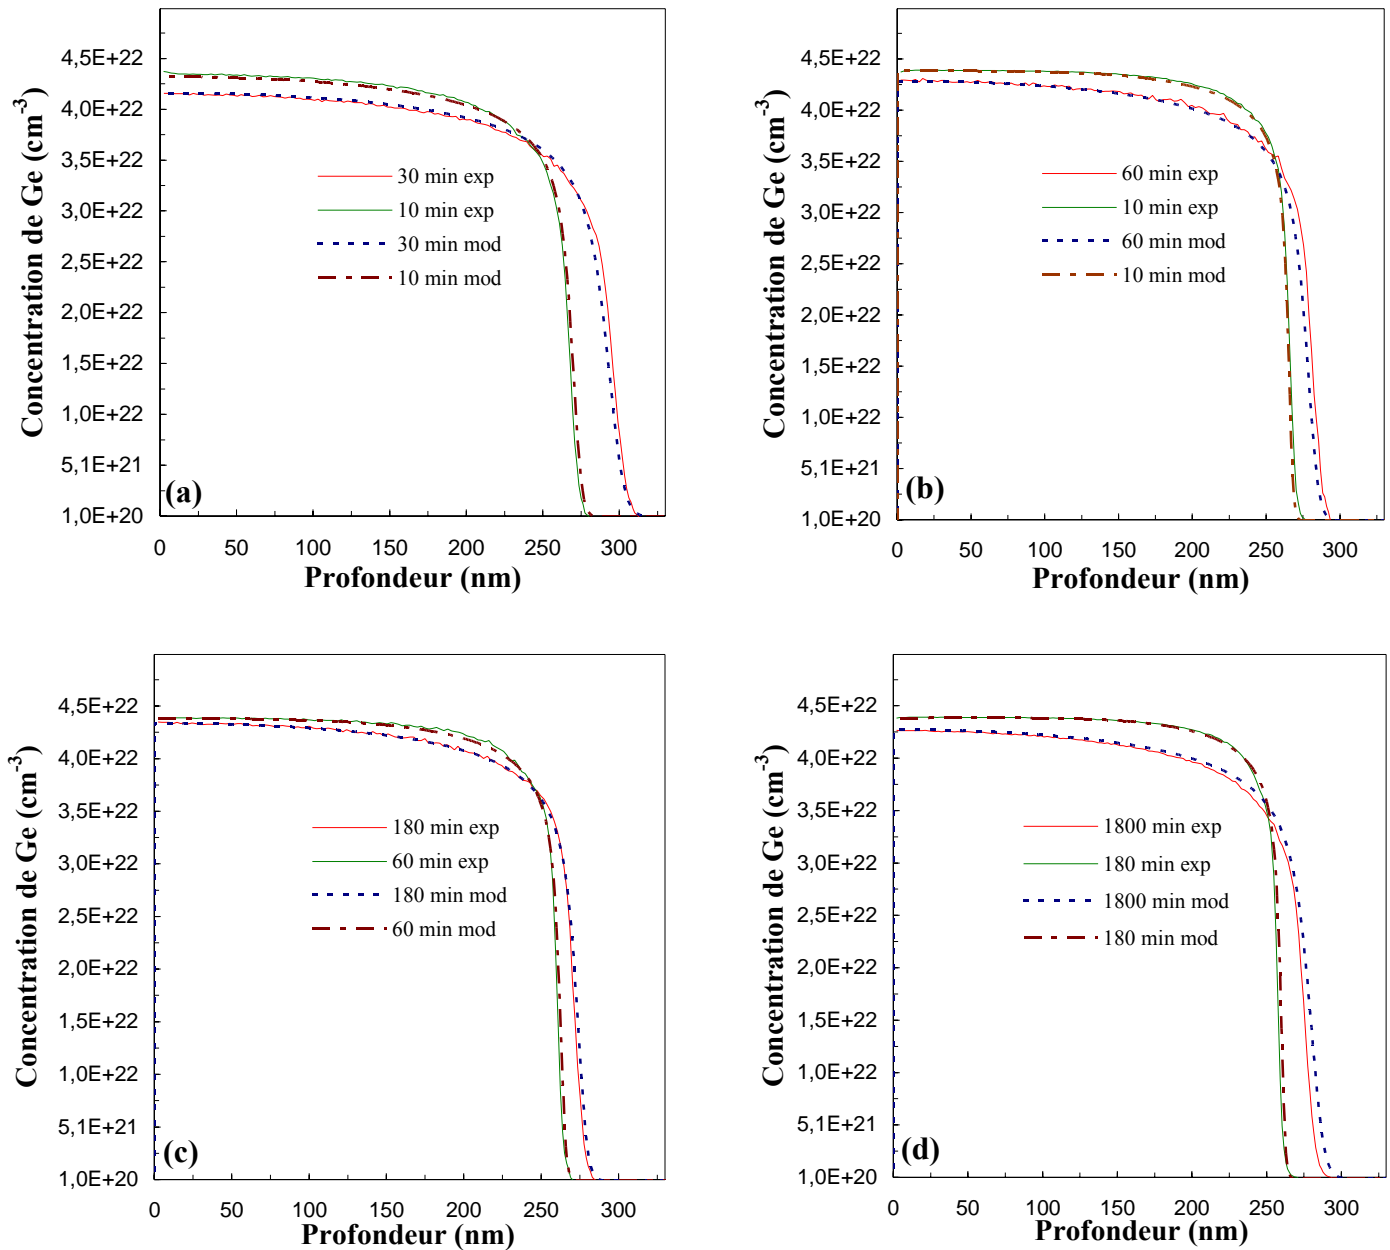 Concentration de Ge (cm⁻³)
4,5E+22
4,0E+22
3,5E+22
3,0E+22
2,5E+22
2,0E+22
1,5E+22
1,0E+22
5,1E+21
1,0E+20
30 min exp
10 min exp
30 min mod
10 min mod
(a)
0 50 100 150 200 250 300
Profondeur (nm)
Concentration de Ge (cm⁻³)
4,5E+22
4,0E+22
3,5E+22
3,0E+22
2,5E+22
2,0E+22
1,5E+22
1,0E+22
5,1E+21
1,0E+20
60 min exp
10 min exp
60 min mod
10 min mod
(b)
0 50 100 150 200 250 300
Profondeur (nm)
Concentration de Ge (cm⁻³)
4,5E+22
4,0E+22
3,5E+22
3,0E+22
2,5E+22
2,0E+22
1,5E+22
1,0E+22
5,1E+21
1,0E+20
180 min exp
60 min exp
180 min mod
60 min mod
(c)
0 50 100 150 200 250 300
Profondeur (nm)
Concentration de Ge (cm⁻³)
4,5E+22
4,0E+22
3,5E+22
3,0E+22
2,5E+22
2,0E+22
1,5E+22
1,0E+22
5,1E+21
1,0E+20
1800 min exp
180 min exp
1800 min mod
180 min mod
(d)
0 50 100 150 200 250 300
Profondeur (nm)